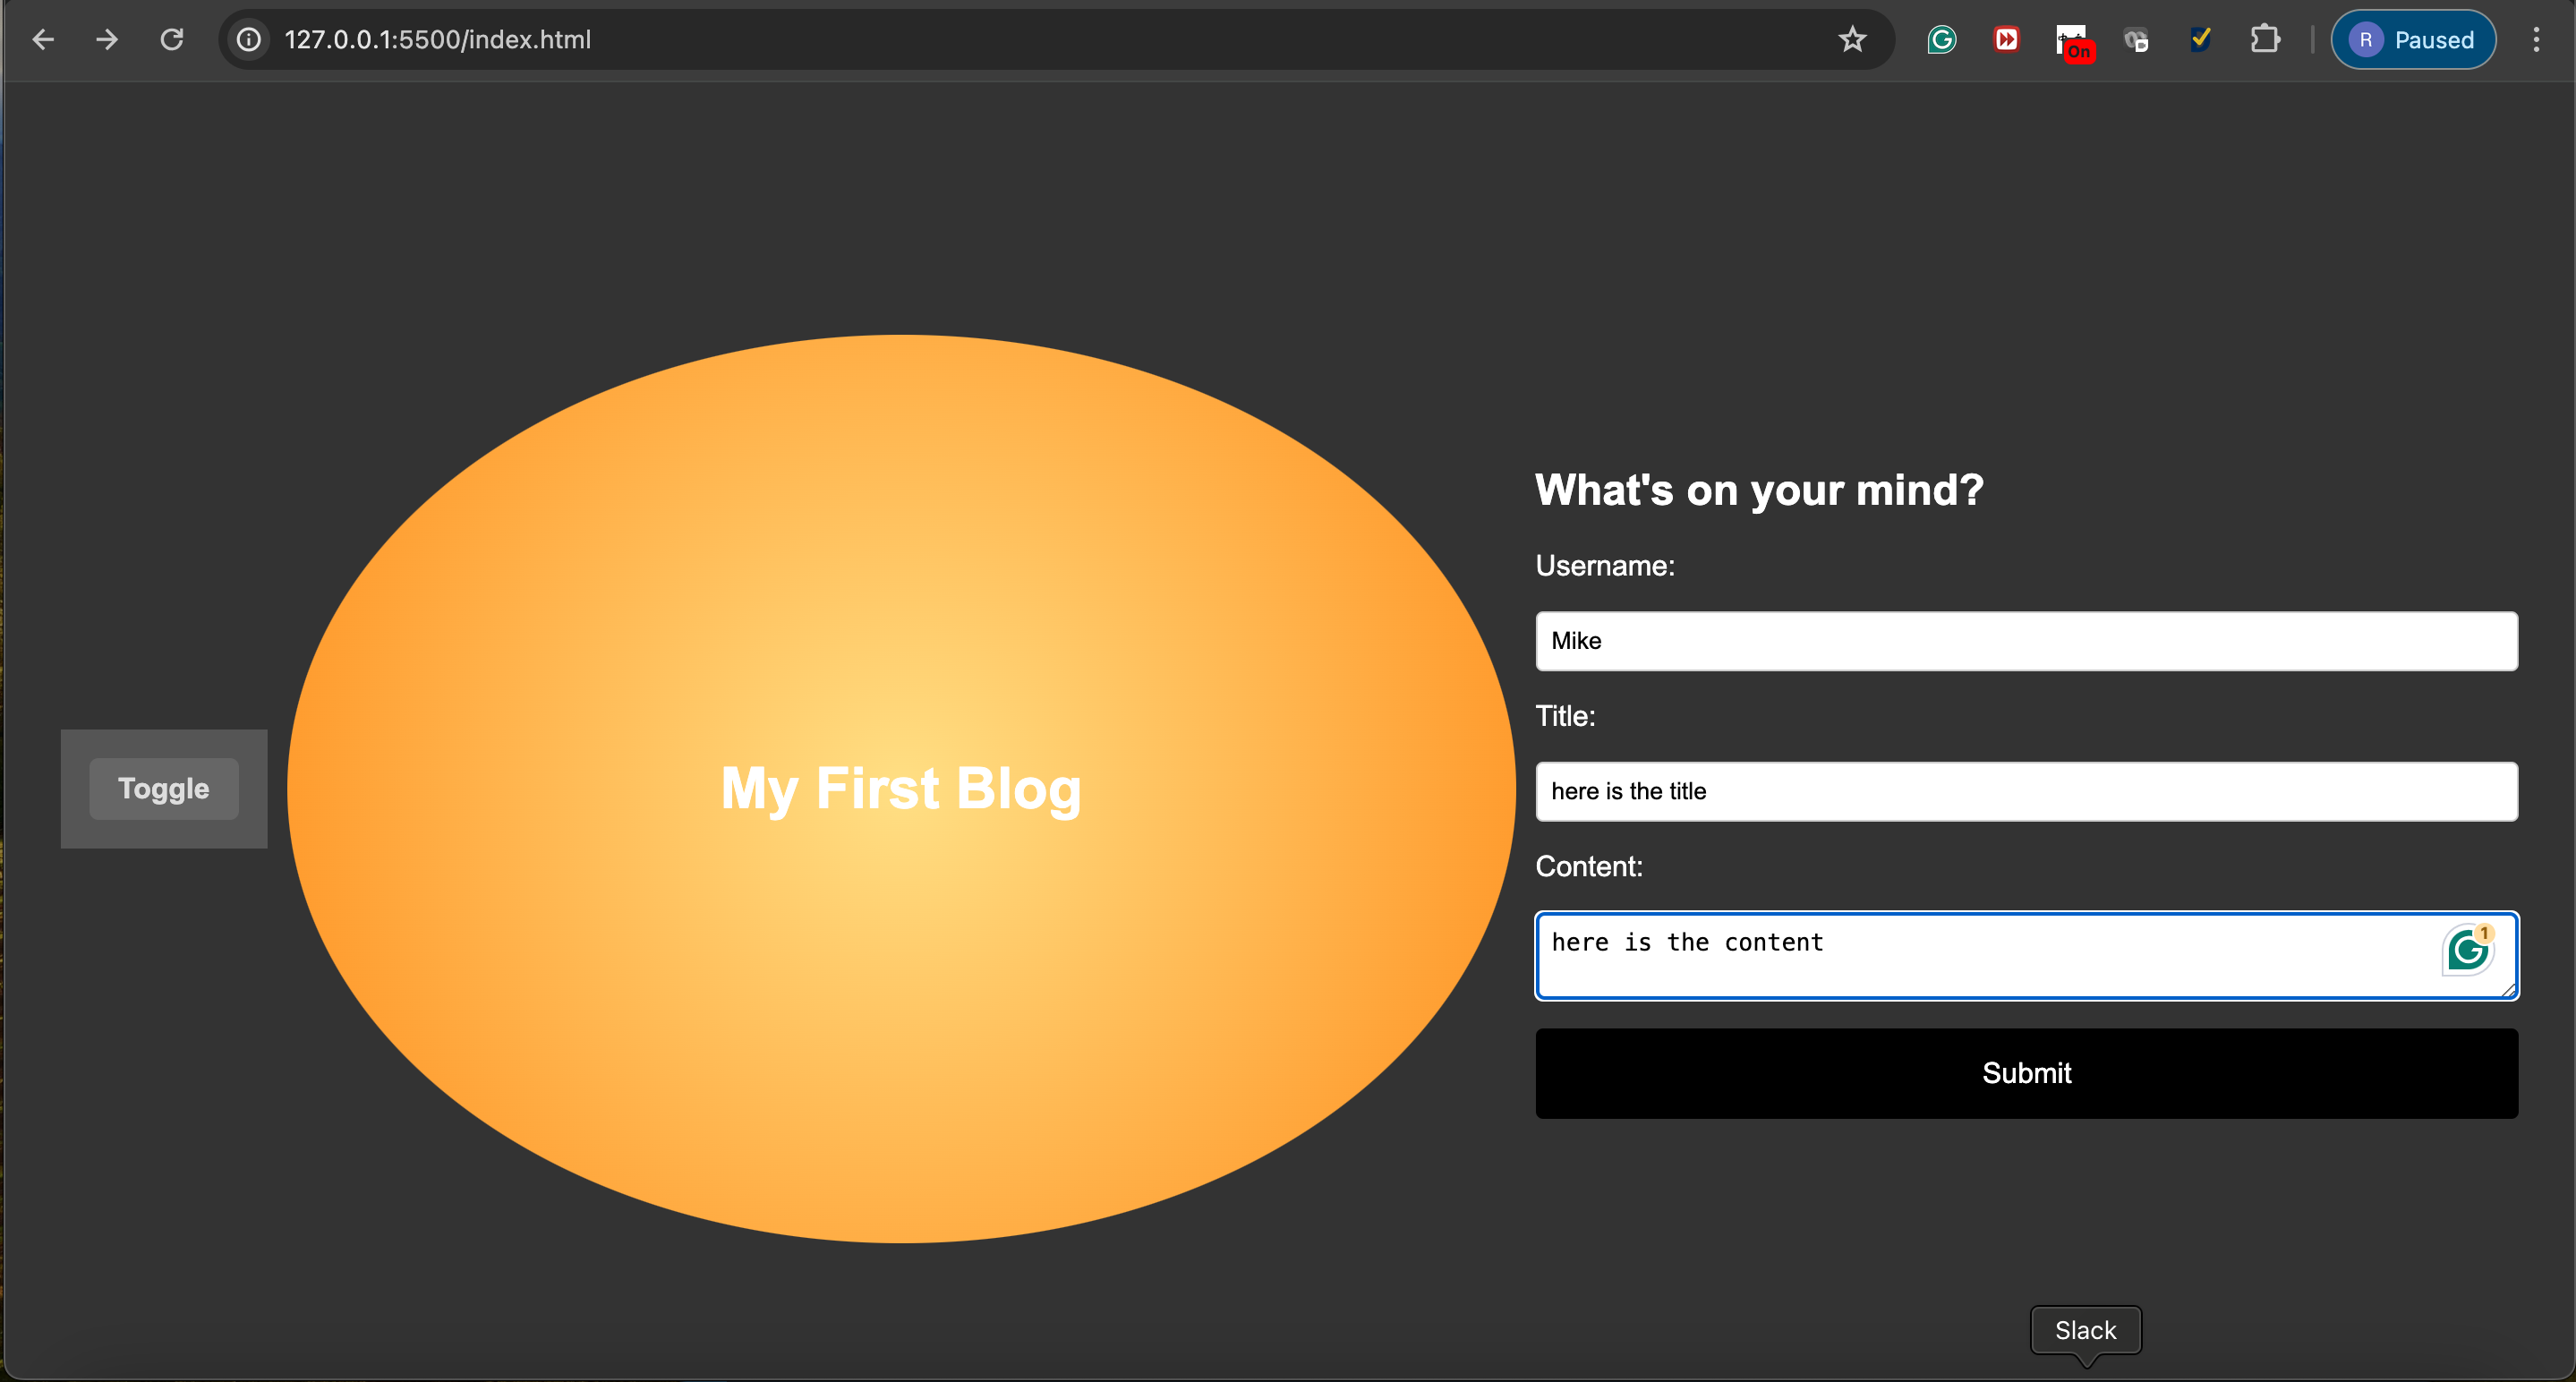 127.0.0.1:5500/index.html
On
R Paused
What's on your mind?
Username:
Mike
Title:
here is the title
Toggle
My First Blog
Content:
here is the content
1
Submit
Slack